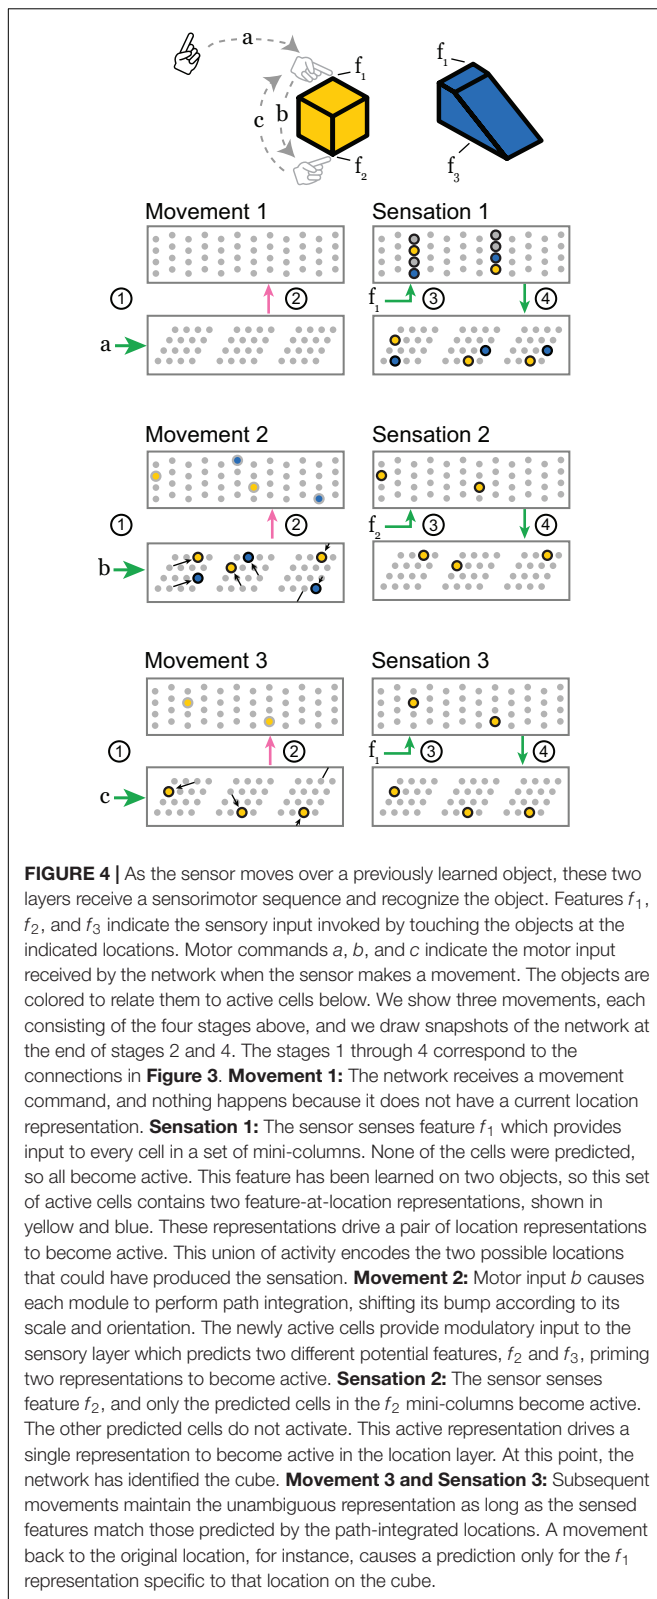 a
f1
c
b
f2
f1
f3
Movement 1
Sensation 1
1
2
f1
3
4
a
Movement 2
Sensation 2
1
2
f2
3
4
b
Movement 3
Sensation 3
1
2
f1
3
4
c
FIGURE 4 | As the sensor moves over a previously learned object, these two
layers receive a sensorimotor sequence and recognize the object. Features f1,
f2, and f3 indicate the sensory input invoked by touching the objects at the
indicated locations. Motor commands a, b, and c indicate the motor input
received by the network when the sensor makes a movement. The objects are
colored to relate them to active cells below. We show three movements, each
consisting of the four stages above, and we draw snapshots of the network at
the end of stages 2 and 4. The stages 1 through 4 correspond to the
connections in Figure 3. Movement 1: The network receives a movement
command, and nothing happens because it does not have a current location
representation. Sensation 1: The sensor senses feature f1 which provides
input to every cell in a set of mini-columns. None of the cells were predicted,
so all become active. This feature has been learned on two objects, so this set
of active cells contains two feature-at-location representations, shown in
yellow and blue. These representations drive a pair of location representations
to become active. This union of activity encodes the two possible locations
that could have produced the sensation. Movement 2: Motor input b causes
each module to perform path integration, shifting its bump according to its
scale and orientation. The newly active cells provide modulatory input to the
sensory layer which predicts two different potential features, f2 and f3, priming
two representations to become active. Sensation 2: The sensor senses
feature f2, and only the predicted cells in the f2 mini-columns become active.
The other predicted cells do not activate. This active representation drives a
single representation to become active in the location layer. At this point, the
network has identified the cube. Movement 3 and Sensation 3: Subsequent
movements maintain the unambiguous representation as long as the sensed
features match those predicted by the path-integrated locations. A movement
back to the original location, for instance, causes a prediction only for the f1
representation specific to that location on the cube.